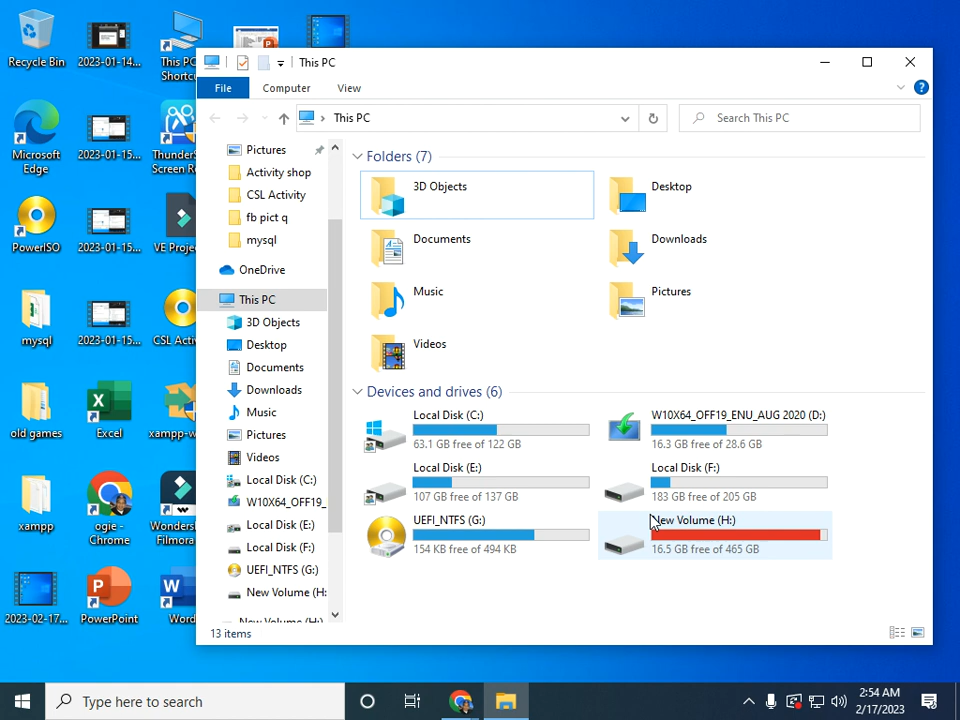 Recycle Bin
2023-01-14...
This PC
Shortcu
Microsoft
Edge
2023-01-15...
ThunderS
Screen Re
PowerISO
2023-01-15...
VE Projec
mysql
2023-01-15...
CSL Activ
old games
Excel
xampp-w
xampp
ogie -
Chrome
Wonders
Filmora
2023-02-17...
PowerPoint
Word
This PC
File
Computer
View
This PC
Search This PC
Pictures
Activity shop
CSL Activity
fb pict q
mysql
OneDrive
This PC
3D Objects
Desktop
Documents
Downloads
Music
Pictures
Videos
Local Disk (C:)
W10X64_OFF19_
Local Disk (E:)
Local Disk (F:)
UEFI_NTFS (G:)
New Volume (H:
New Volume (H:)
Folders (7)
3D Objects
Desktop
Documents
Downloads
Music
Pictures
Videos
Devices and drives (6)
Local Disk (C:)
63.1 GB free of 122 GB
W10X64_OFF19_ENU_AUG 2020 (D:)
16.3 GB free of 28.6 GB
Local Disk (E:)
107 GB free of 137 GB
Local Disk (F:)
183 GB free of 205 GB
UEFI_NTFS (G:)
154 KB free of 494 KB
New Volume (H:)
16.5 GB free of 465 GB
13 items
Type here to search
2:54 AM
2/17/2023